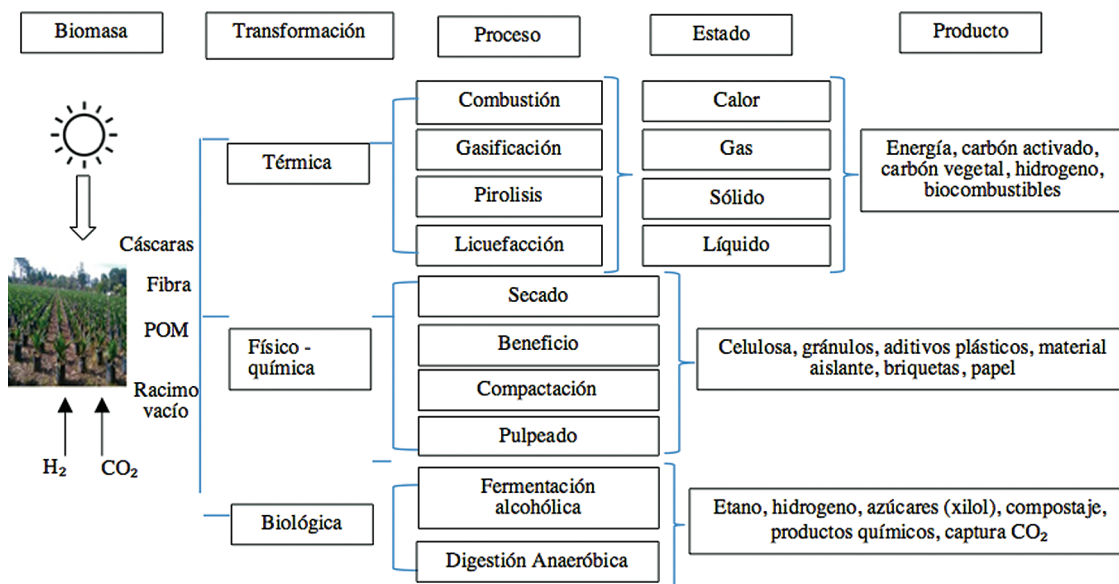 Biomasa
Transformación
Proceso
Estado
Producto
Cáscaras
Fibra
POM
Racimo
vacío
H₂
CO₂
Térmica
Combustión
Gasificación
Pirolisis
Licuefacción
Calor
Gas
Sólido
Líquido
Energía, carbón activado,
carbón vegetal, hidrogeno,
biocombustibles
Físico -
química
Secado
Beneficio
Compactación
Pulpeado
Celulosa, gránulos, aditivos plásticos, material
aislante, briquetas, papel
Biológica
Fermentación
alcohólica
Digestión Anaeróbica
Etano, hidrogeno, azúcares (xilol), compostaje,
productos químicos, captura CO₂